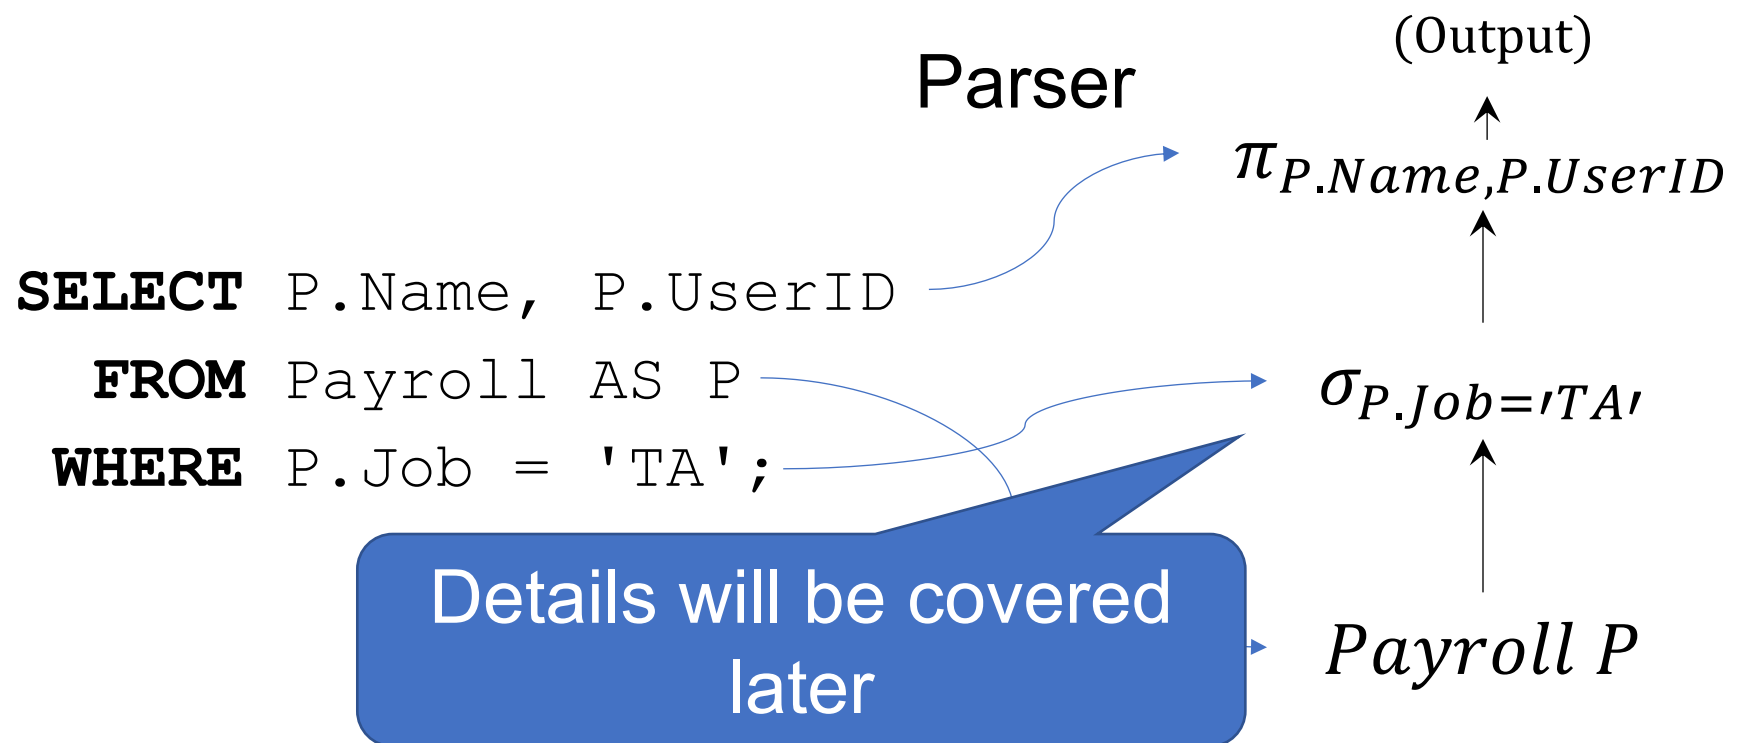 (Output)
Parser
π P.Name,P.UserID
SELECT P.Name, P.UserID
FROM Payroll AS P
σ P.Job='TA'
WHERE P.Job = 'TA';
Details will be covered
later
Payroll P